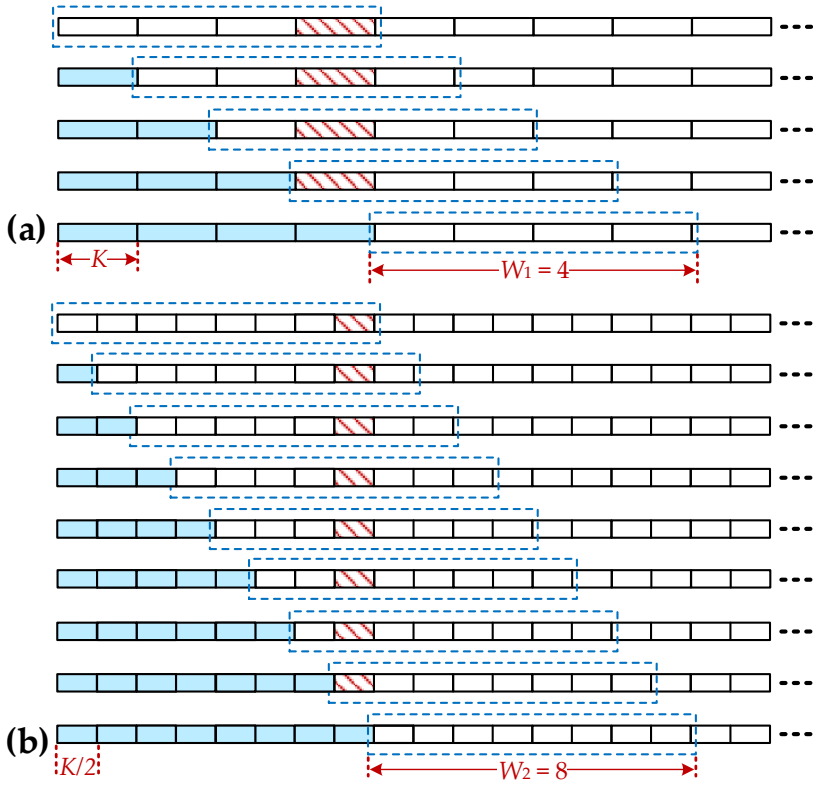 (a)
K
W₁ = 4
(b)
K/2
W₂ = 8